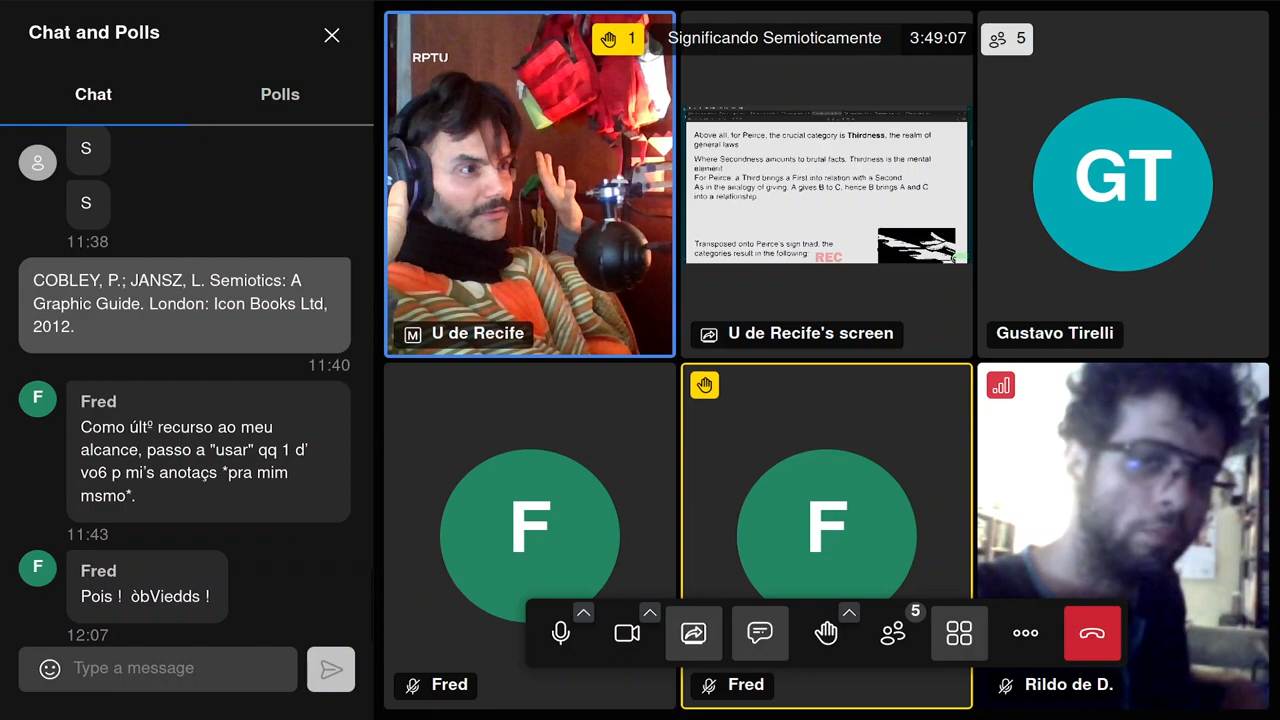 Chat and Polls
Chat
Polls
S
S
11:38
COBLEY, P.; JANSZ, L. Semiotics: A
Graphic Guide. London: Icon Books Ltd,
2012.
11:40
F
Fred
Como últº recurso ao meu
alcance, passo a "usar" qq 1 d'
vo6 p mi's anotaçs *pra mim
msmo*.
11:43
F
Fred
Pois ! òbViedds !
12:07
Type a message
RPTU
1
Significando Semioticamente
3:49:07
5
M U de Recife
Above all, for Peirce, the crucial category is Thirdness, the realm of
general laws
Where Secondness amounts to brutal facts, Thirdness is the mental
element
For Peirce, a Third brings a First into relation with a Second
As in the analogy of giving, A gives B to C, hence B brings A and C
into a relationship
Transposed onto Peirce's sign triad, the
categories result in the following:
REC
U de Recife's screen
GT
Gustavo Tirelli
F
Fred
F
Fred
Rildo de D.
5